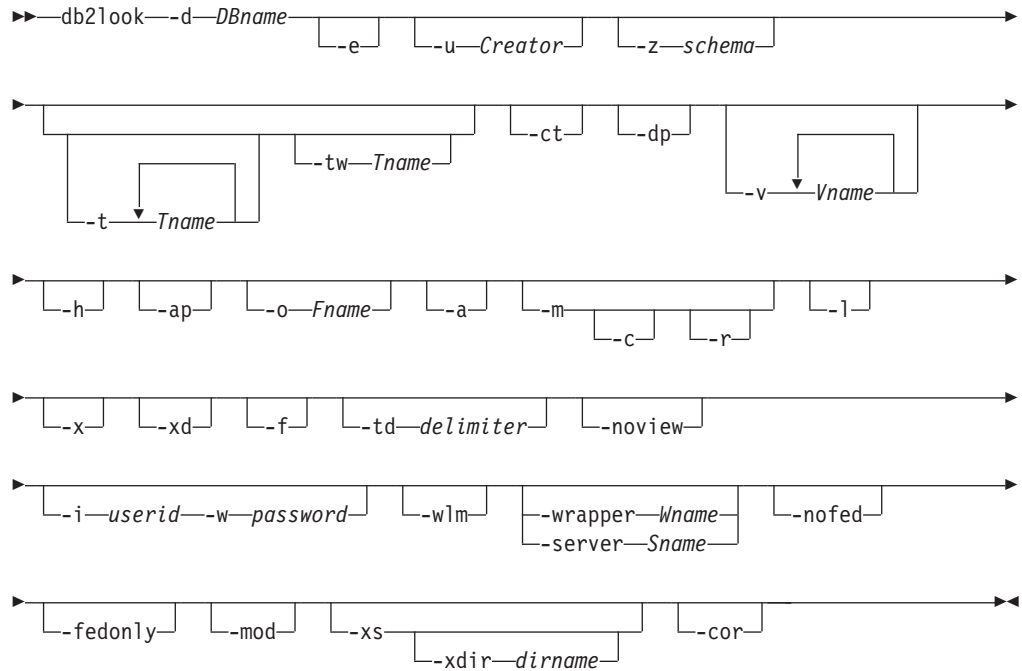 db2look -d DBname -e -u Creator -z schema
-t Tname -tw Tname -ct -dp -v Vname
-h -ap -o Fname -a -m -c -r -l
-x -xd -f -td delimiter -noview
-i userid -w password -wlm -wrapper Wname -nofed
-server Sname
-fedonly -mod -xs -cor
-xdir dirname